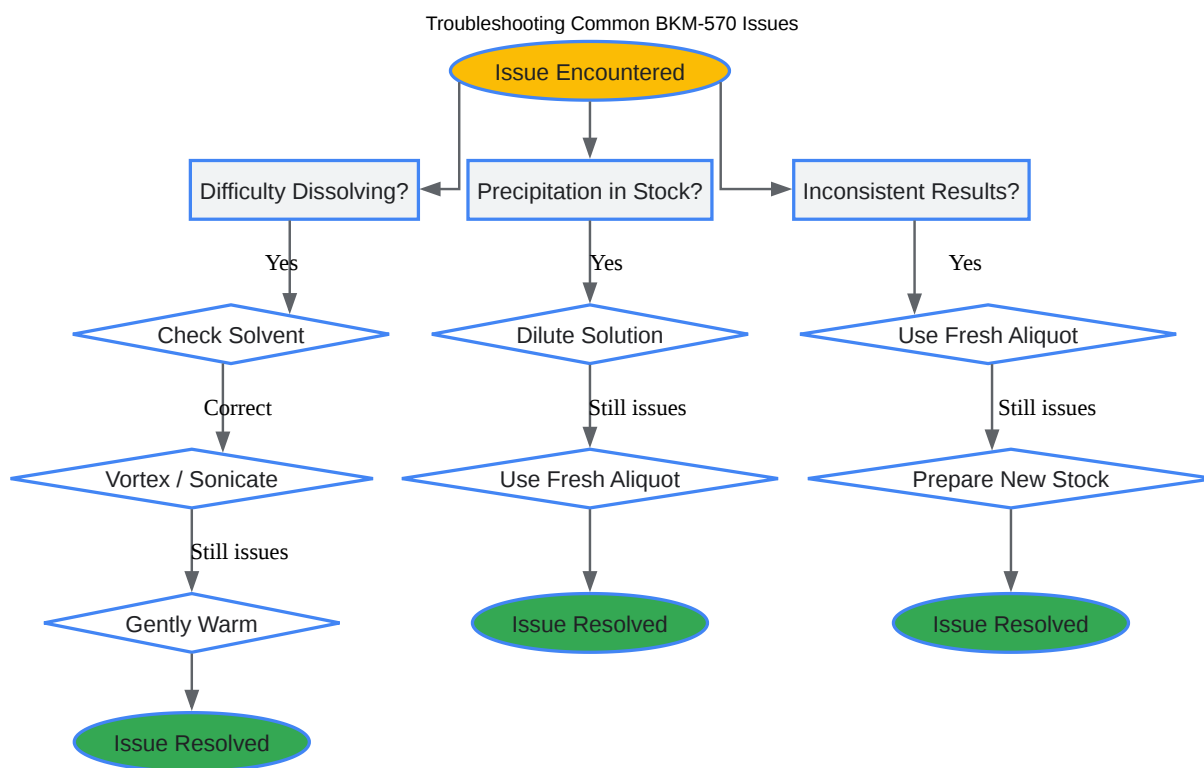 Troubleshooting Common BKM-570 Issues
Issue Encountered
Difficulty Dissolving?
Precipitation in Stock?
Inconsistent Results?
Yes
Yes
Yes
Check Solvent
Dilute Solution
Use Fresh Aliquot
Correct
Still issues
Still issues
Vortex / Sonicate
Use Fresh Aliquot
Prepare New Stock
Still issues
Gently Warm
Issue Resolved
Issue Resolved
Issue Resolved